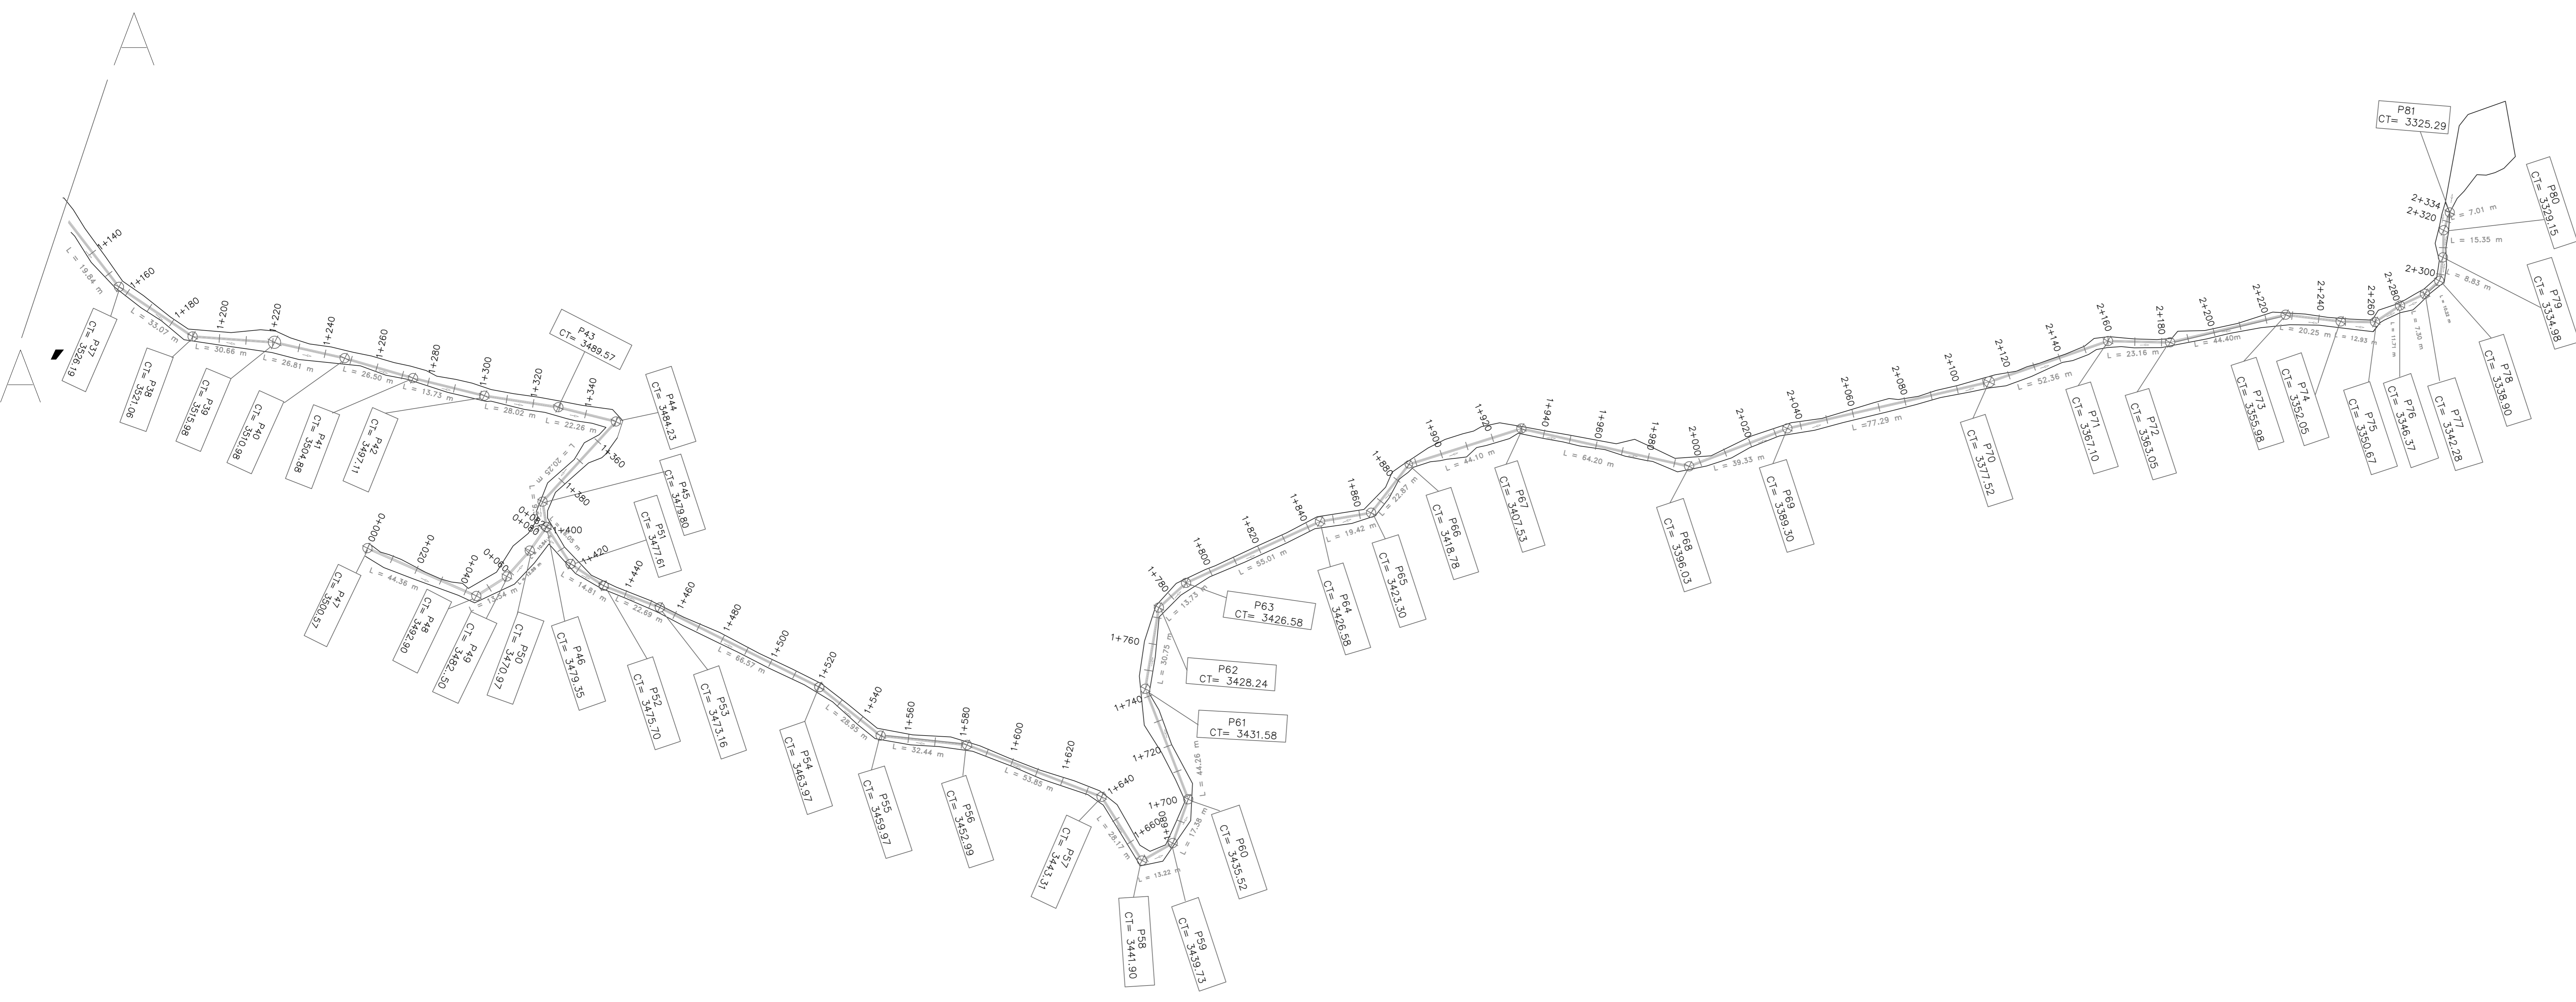 A
A'
1+140
1+160
1+180
1+200
1+220
1+240
1+260
1+280
1+300
1+320
1+340
1+360
1+380
1+400
1+420
1+440
1+460
1+480
1+500
1+520
1+540
1+560
1+580
1+600
1+620
1+640
1+660
1+680
1+700
1+720
1+740
1+760
1+780
1+800
1+820
1+840
1+860
1+880
1+900
1+920
1+940
1+960
1+980
2+000
2+020
2+040
2+060
2+080
2+100
2+120
2+140
2+160
2+180
2+200
2+220
2+240
2+260
2+280
2+300
2+320
2+334
0+000
0+020
0+040
0+060
0+080
L = 19.84 m
L = 33.07 m
L = 30.66 m
L = 26.81 m
L = 26.50 m
L = 13.73 m
L = 28.02 m
L = 22.26 m
L = 20.25 m
L = 44.36 m
L = 13.54 m
L = 14.81 m
L = 22.69 m
L = 66.57 m
L = 28.95 m
L = 32.44 m
L = 53.85 m
L = 28.17 m
L = 13.22 m
L = 17.38 m
L = 44.26 m
L = 30.75 m
L = 13.73 m
L = 55.01 m
L = 19.42 m
L = 22.87 m
L = 44.10 m
L = 64.20 m
L = 39.33 m
L =77.29 m
L = 52.36 m
L = 23.16 m
L = 44.40m
L = 20.25 m
L = 12.93 m
L = 11.71 m
L = 7.30 m
L = 8.83 m
L = 15.35 m
L = 7.01 m
P37
CT= 3526.19
P38
CT= 3521.06
P39
CT= 3515.98
P40
CT= 3510.98
P41
CT= 3504.88
P42
CT= 3497.11
P43
CT= 3489.57
P44
CT= 3484.23
P45
CT= 3479.80
P51
CT= 3477.61
P47
CT= 3500.57
P48
CT= 3492.90
P49
CT= 3482.50
P50
CT= 3470.97
P46
CT= 3479.35
P52
CT= 3475.70
P53
CT= 3473.16
P54
CT= 3463.97
P55
CT= 3459.97
P56
CT= 3452.99
P57
CT= 3443.31
P58
CT= 3441.90
P59
CT= 3439.73
P60
CT= 3435.52
P61
CT= 3431.58
P62
CT= 3428.24
P63
CT= 3426.58
P64
CT= 3426.58
P65
CT= 3423.30
P66
CT= 3418.78
P67
CT= 3407.53
P68
CT= 3396.03
P69
CT= 3389.30
P70
CT= 3377.52
P71
CT= 3367.10
P72
CT= 3363.05
P73
CT= 3355.98
P74
CT= 3352.05
P75
CT= 3350.67
P76
CT= 3346.37
P77
CT= 3342.28
P78
CT= 3338.90
P79
CT= 3334.98
P80
CT= 3329.15
P81
CT= 3325.29